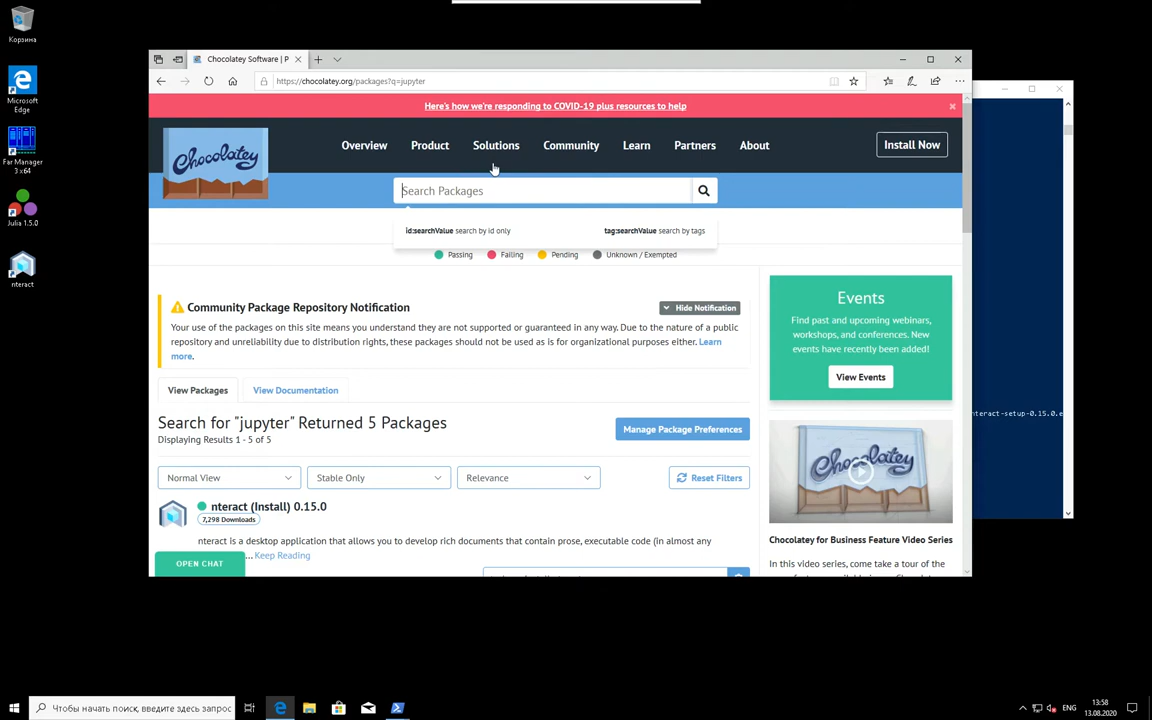 Корзина
Microsoft
Edge
Far Manager
3 x64
Julia 1.5.0
nteract
Chocolatey Software | P
https://chocolatey.org/packages?q=jupyter
Here's how we're responding to COVID-19 plus resources to help
Chocolatey
Overview
Product
Solutions
Community
Learn
Partners
About
Install Now
Search Packages
id:searchValue search by id only
tag:searchValue search by tags
Passing
Failing
Pending
Unknown / Exempted
Community Package Repository Notification
Hide Notification
Your use of the packages on this site means you understand they are not supported or guaranteed in any way. Due to the nature of a public
repository and unreliability due to distribution rights, these packages should not be used as is for organizational purposes either. Learn
more.
View Packages
View Documentation
Search for "jupyter" Returned 5 Packages
Displaying Results 1 - 5 of 5
Manage Package Preferences
Normal View
Stable Only
Relevance
Reset Filters
nteract (Install) 0.15.0
7,298 Downloads
nteract is a desktop application that allows you to develop rich documents that contain prose, executable code (in almost any
... Keep Reading
OPEN CHAT
Events
Find past and upcoming webinars,
workshops, and conferences. New
events have recently been added!
View Events
Chocolatey
Chocolatey for Business Feature Video Series
In this video series, come take a tour of the
nteract-setup-0.15.0.e
Чтобы начать поиск, введите здесь запрос
ENG
13:58
13.08.2020